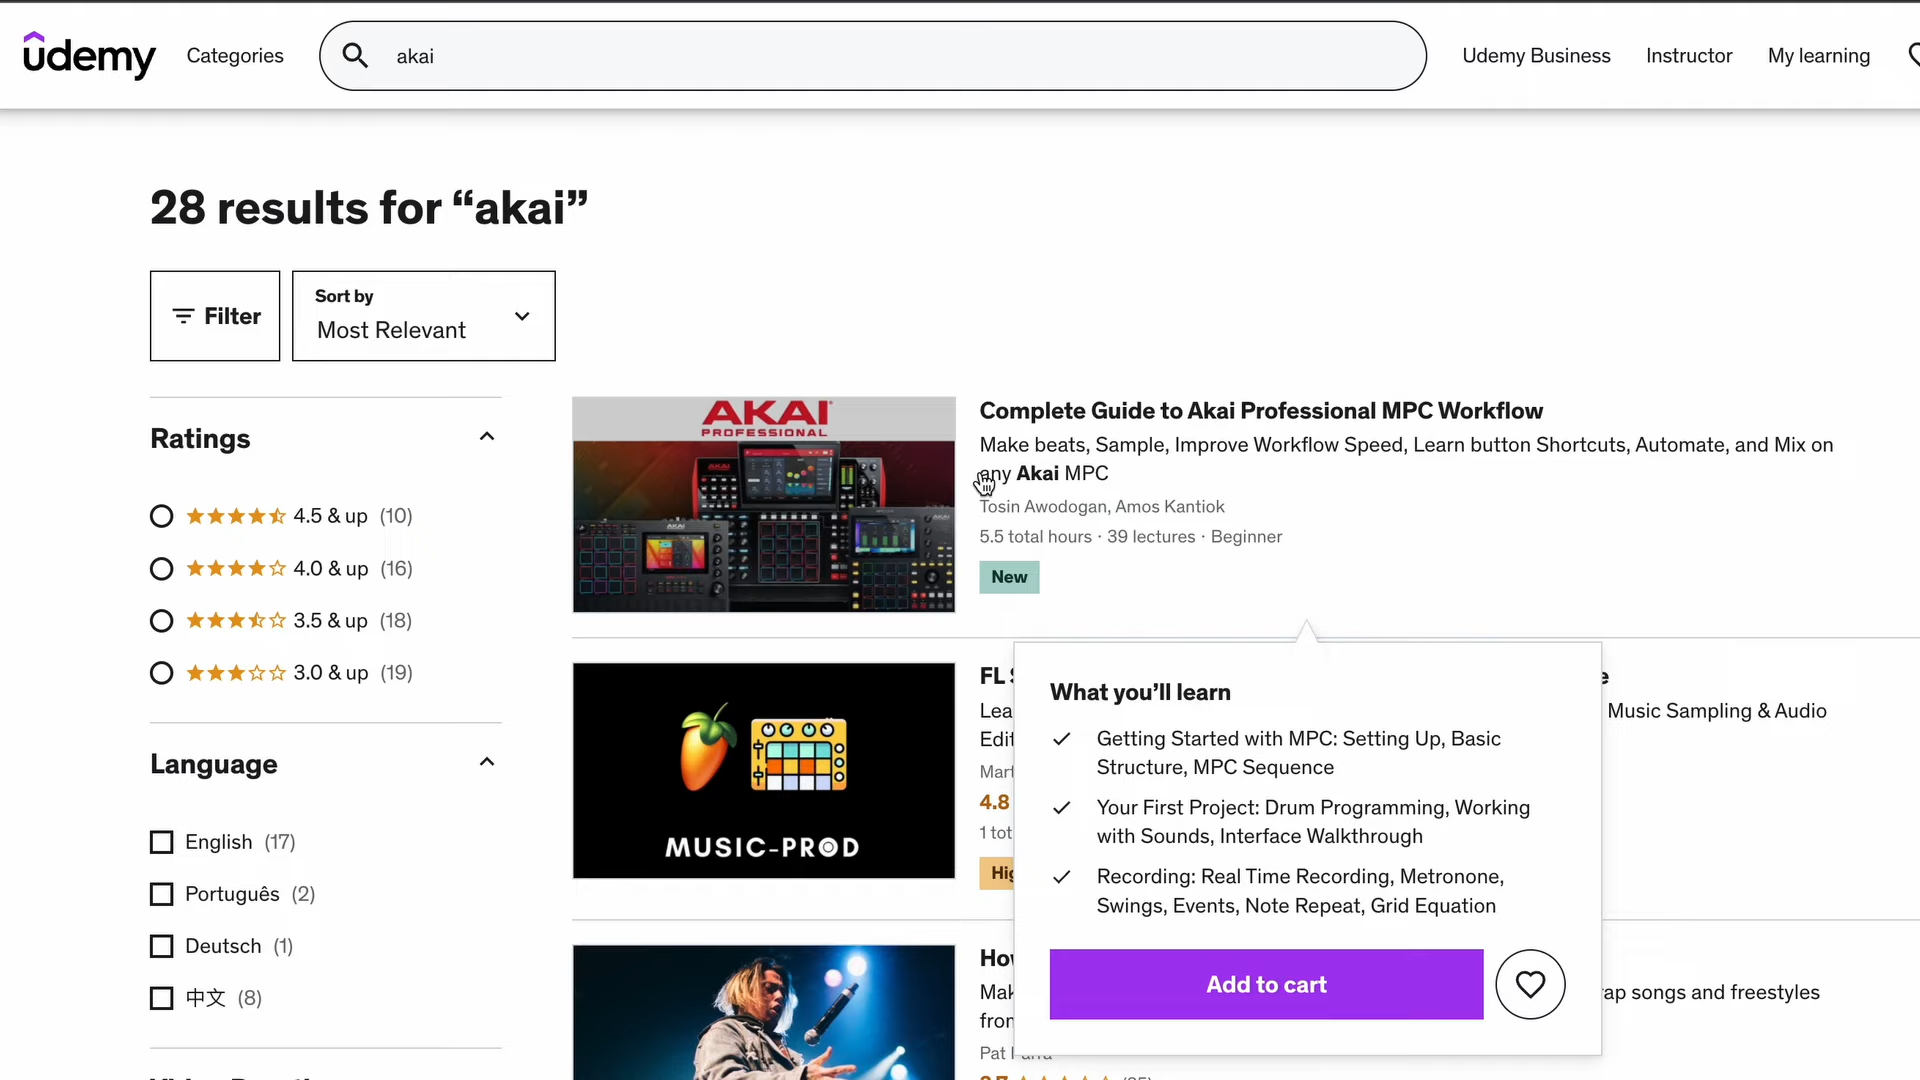 udemy
Categories
akai
Udemy Business
Instructor
My learning
28 results for “akai”
Filter
Sort by
Most Relevant
Ratings
4.5 & up (10)
4.0 & up (16)
3.5 & up (18)
3.0 & up (19)
Language
English (17)
Português (2)
Deutsch (1)
中文 (8)
AKAI
PROFESSIONAL
Complete Guide to Akai Professional MPC Workflow
Make beats, Sample, Improve Workflow Speed, Learn button Shortcuts, Automate, and Mix on
any Akai MPC
Tosin Awodogan, Amos Kantiok
5.5 total hours · 39 lectures · Beginner
New
MUSIC-PROD
FL
Music Sampling & Audio
4.8
What you’ll learn
Getting Started with MPC: Setting Up, Basic
Structure, MPC Sequence
Your First Project: Drum Programming, Working
with Sounds, Interface Walkthrough
Recording: Real Time Recording, Metronone,
Swings, Events, Note Repeat, Grid Equation
Add to cart
songs and freestyles
Pat